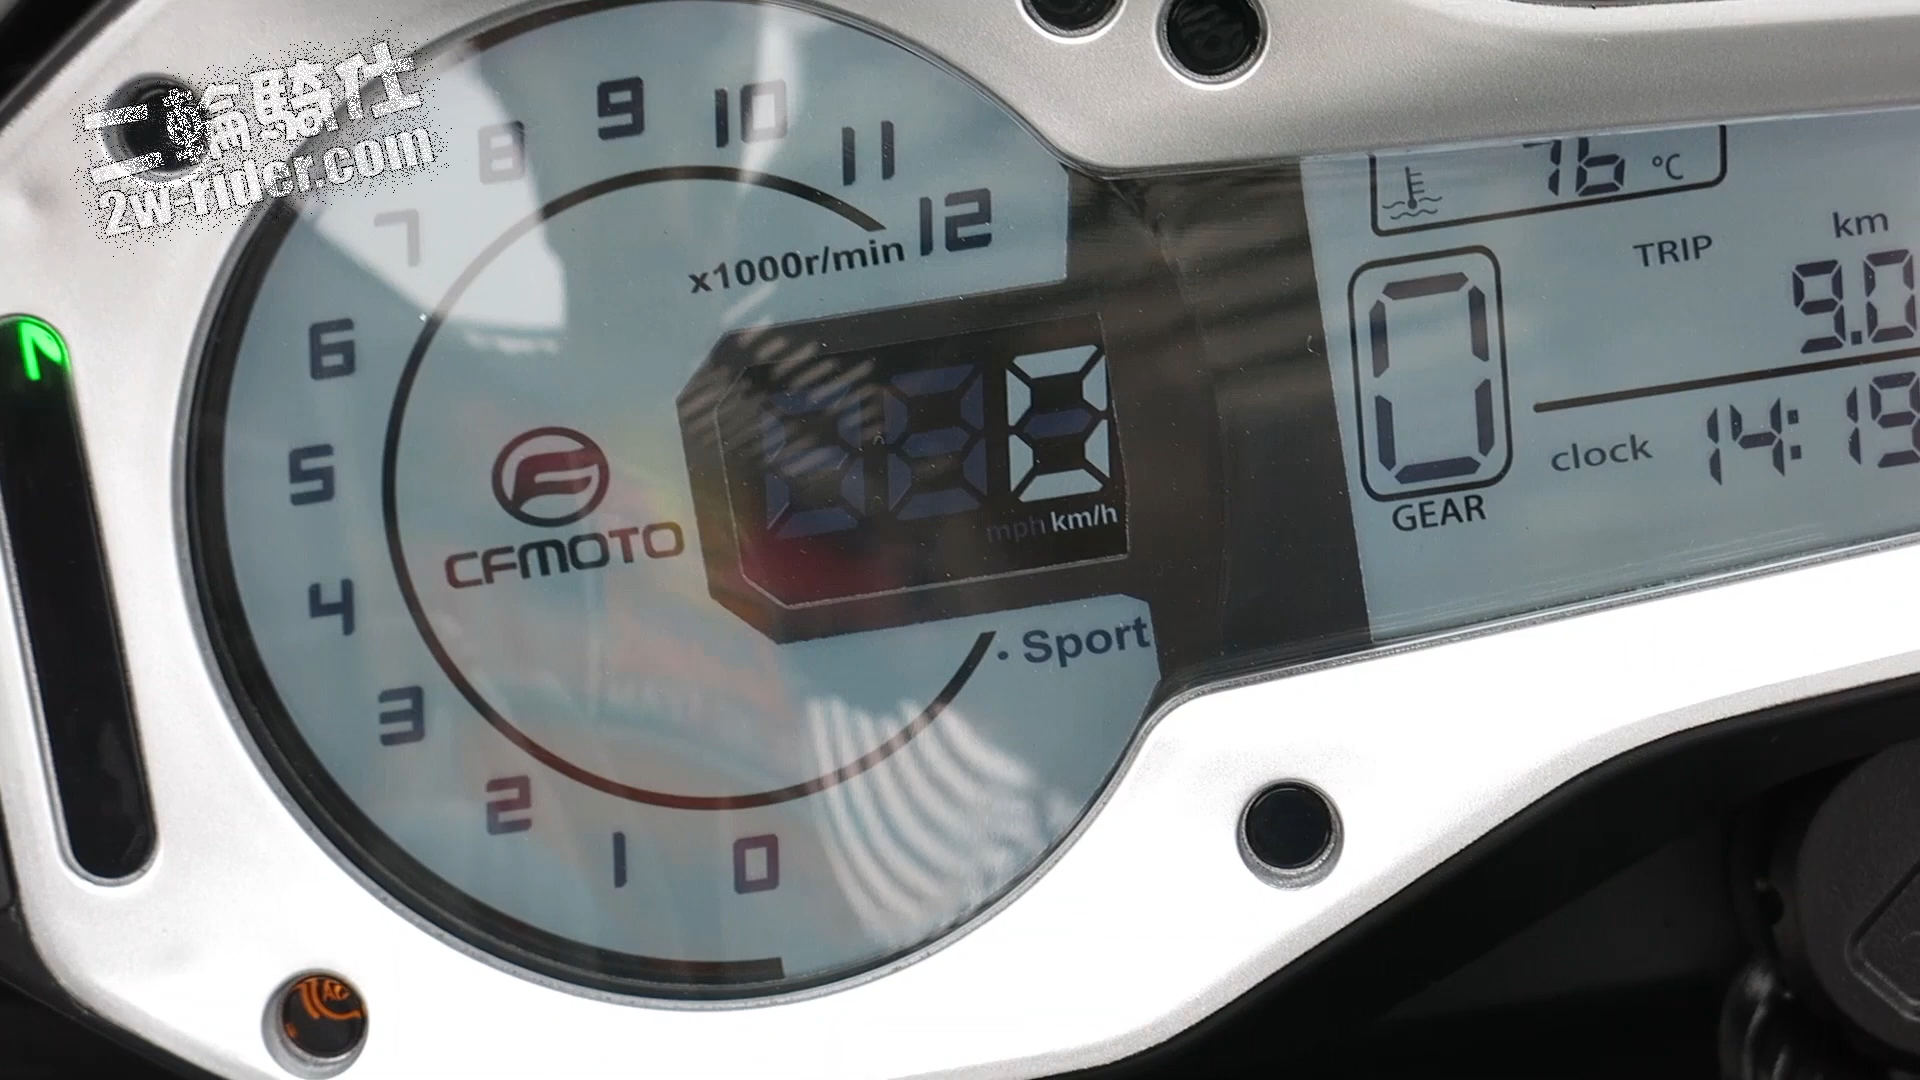 二輪騎仕
2w-rider.com
9
10
8
11
7
12
x1000r/min
6
5
CFMOTO
4
3
2
1
0
0
mph km/h
Sport
76 °C
km
TRIP
9.0
0
GEAR
clock 14:19
N